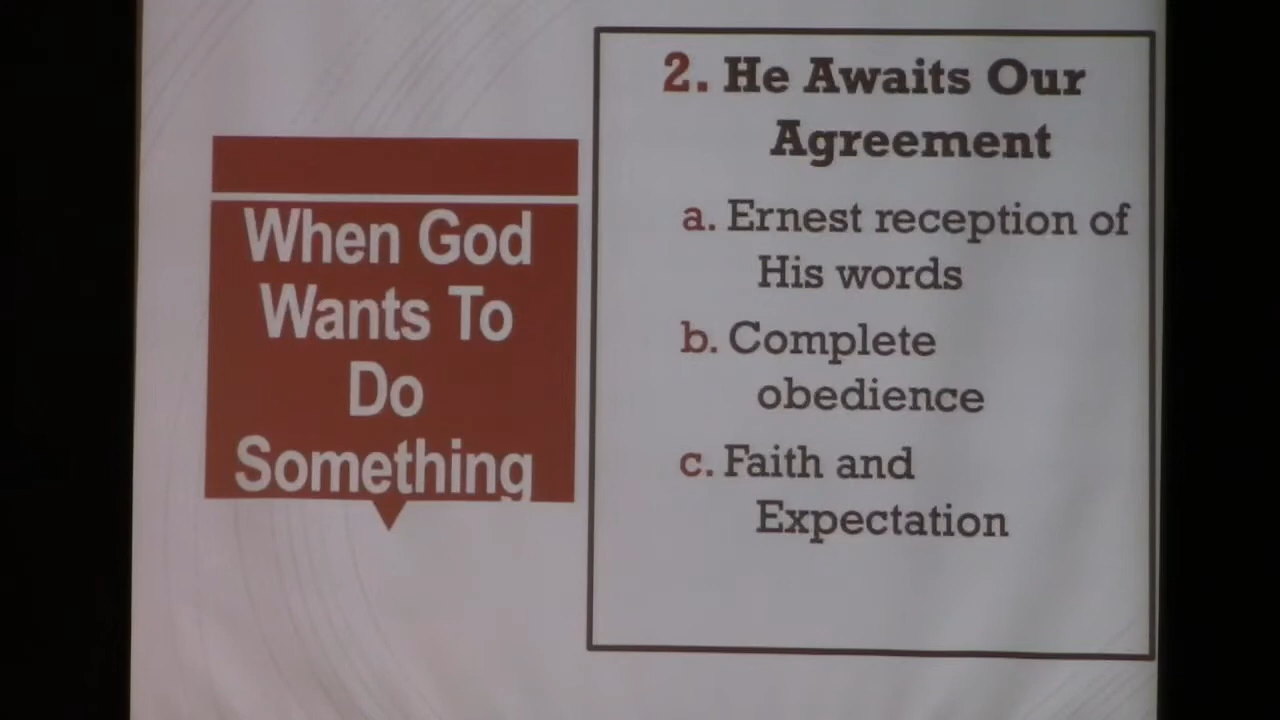 When God
Wants To
Do
Something
2. He Awaits Our
Agreement
a. Ernest reception of
His words
b. Complete
obedience
c. Faith and
Expectation